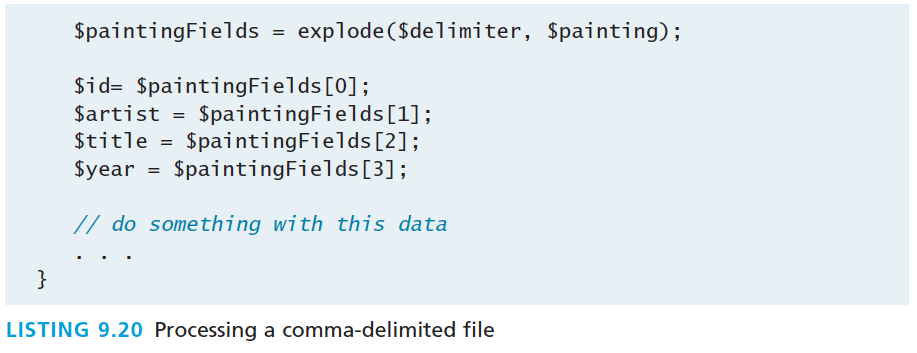 $paintingFields = explode($delimiter, $painting);
$id= $paintingFields[0];
$artist = $paintingFields[1];
$title = $paintingFields[2];
$year = $paintingFields[3];
// do something with this data
. . .
}
LISTING 9.20 Processing a comma-delimited file